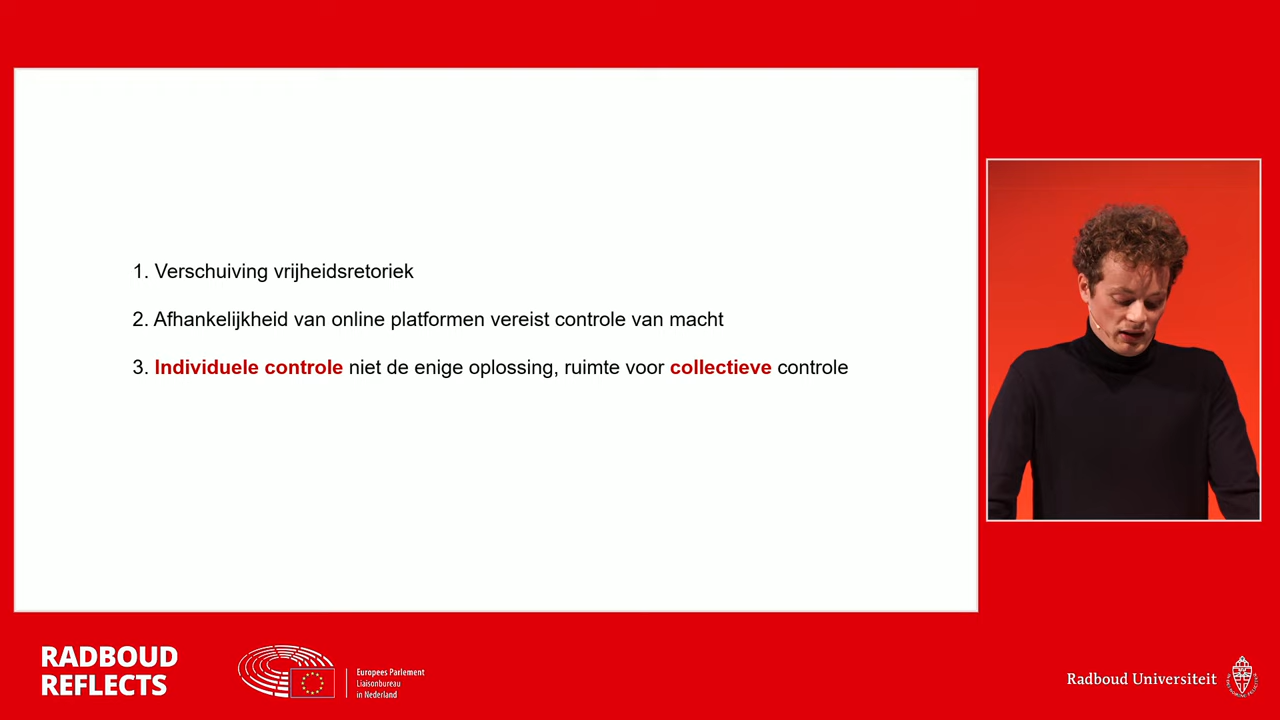 1. Verschuiving vrijheidsretoriek
2. Afhankelijkheid van online platformen vereist controle van macht
3. Individuele controle niet de enige oplossing, ruimte voor collectieve controle
RADBOUD
REFLECTS
Europees Parlement
Liaisonbureau
in Nederland
Radboud Universiteit